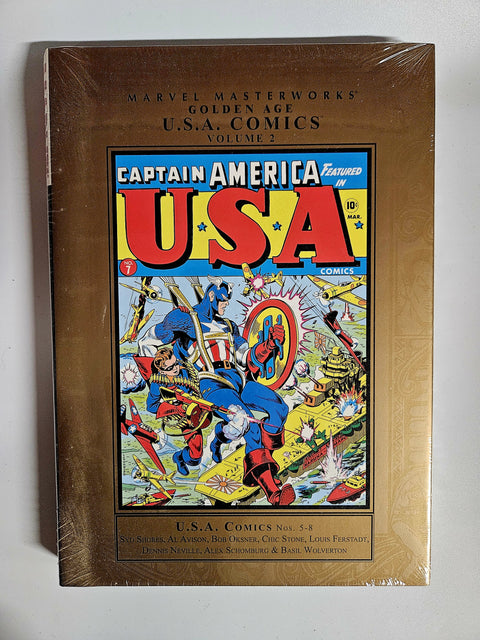 MARVEL MASTERWORKS
GOLDEN AGE
U.S.A. COMICS
VOLUME 2
CAPTAIN AMERICA FEATURED IN
10¢
MAR.
USA
NO. 7
COMICS
U.S.A. COMICS NOS. 5-8
SYD SHORES, AL AVISON, BOB OKSNER, CHIC STONE, LOUIS FERSTADT,
DENNIS NEVILLE, ALEX SCHOMBURG & BASIL WOLVERTON